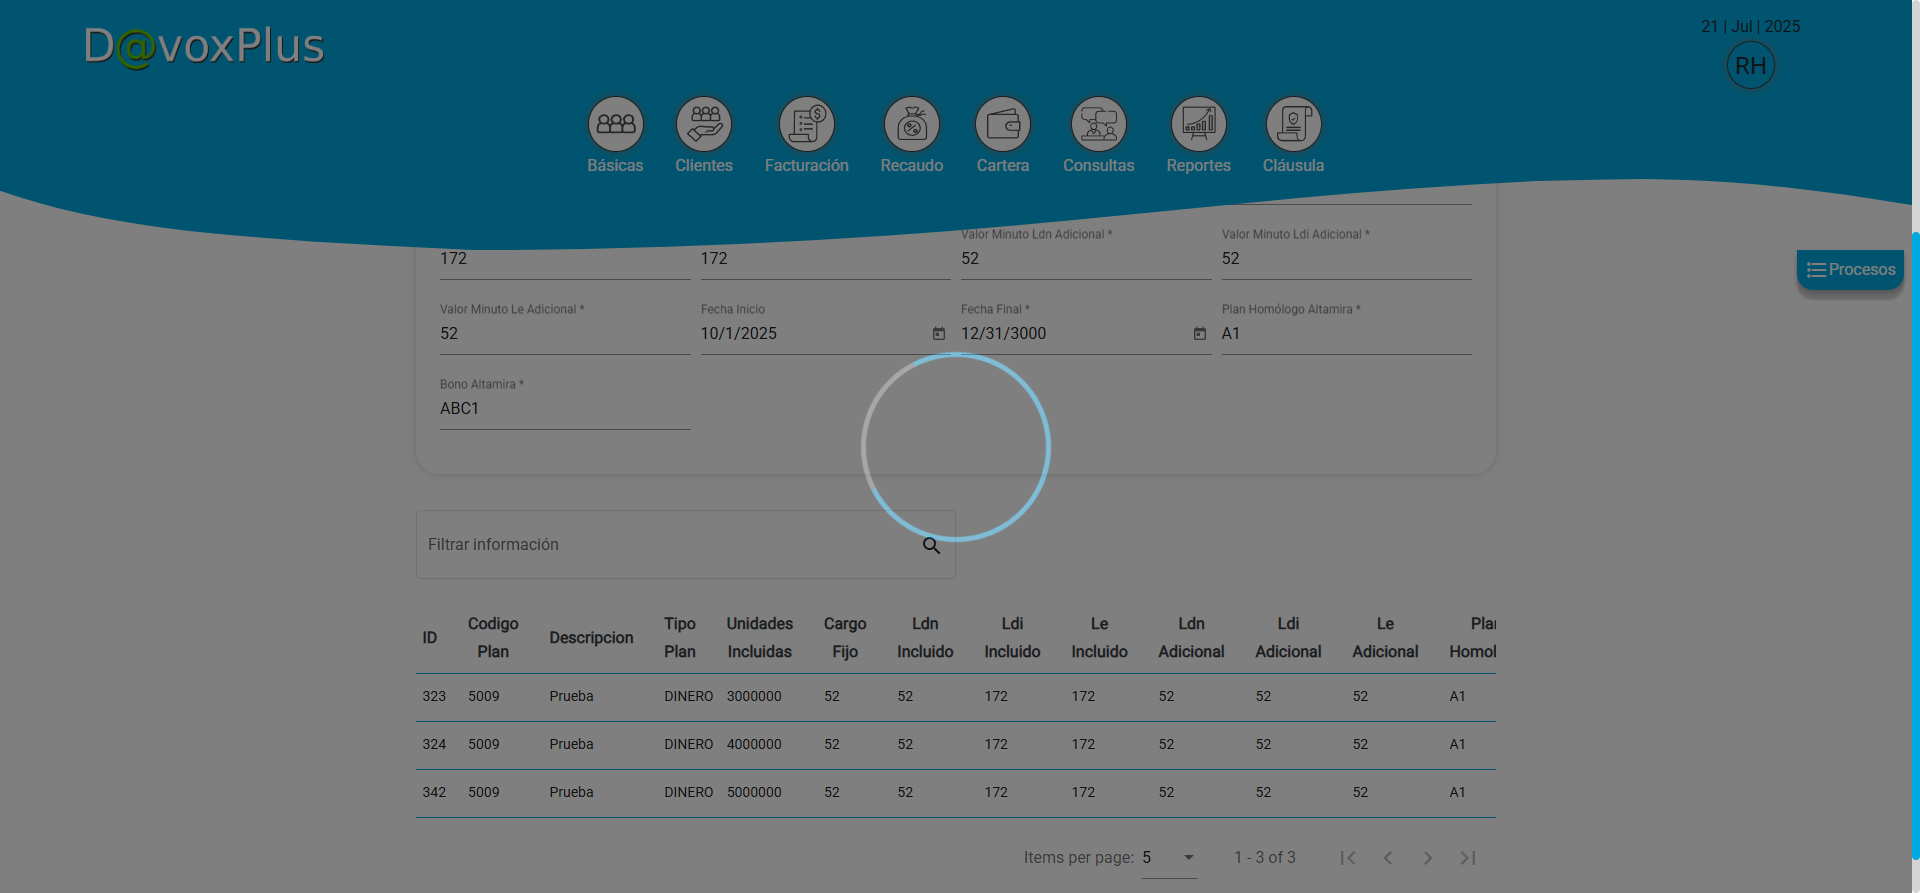 D@voxPlus
21 | Jul | 2025
RH
Básicas Clientes Facturación Recaudo Cartera Consultas Reportes Cláusula
Procesos
Valor Minuto Ldn Adicional * Valor Minuto Ldi Adicional *
172 172 52 52
Valor Minuto Le Adicional * Fecha Inicio Fecha Final * Plan Homólogo Altamira *
52 10/1/2025 12/31/3000 A1
Bono Altamira *
ABC1
Filtrar información
Codigo Tipo Unidades Cargo Ldn Ldi Le Ldn Ldi Le Plan
ID Descripcion
Plan Plan Incluidas Fijo Incluido Incluido Incluido Adicional Adicional Adicional Homol
323 5009 Prueba DINERO 3000000 52 52 172 172 52 52 52 A1
324 5009 Prueba DINERO 4000000 52 52 172 172 52 52 52 A1
342 5009 Prueba DINERO 5000000 52 52 172 172 52 52 52 A1
Items per page: 5 1 - 3 of 3